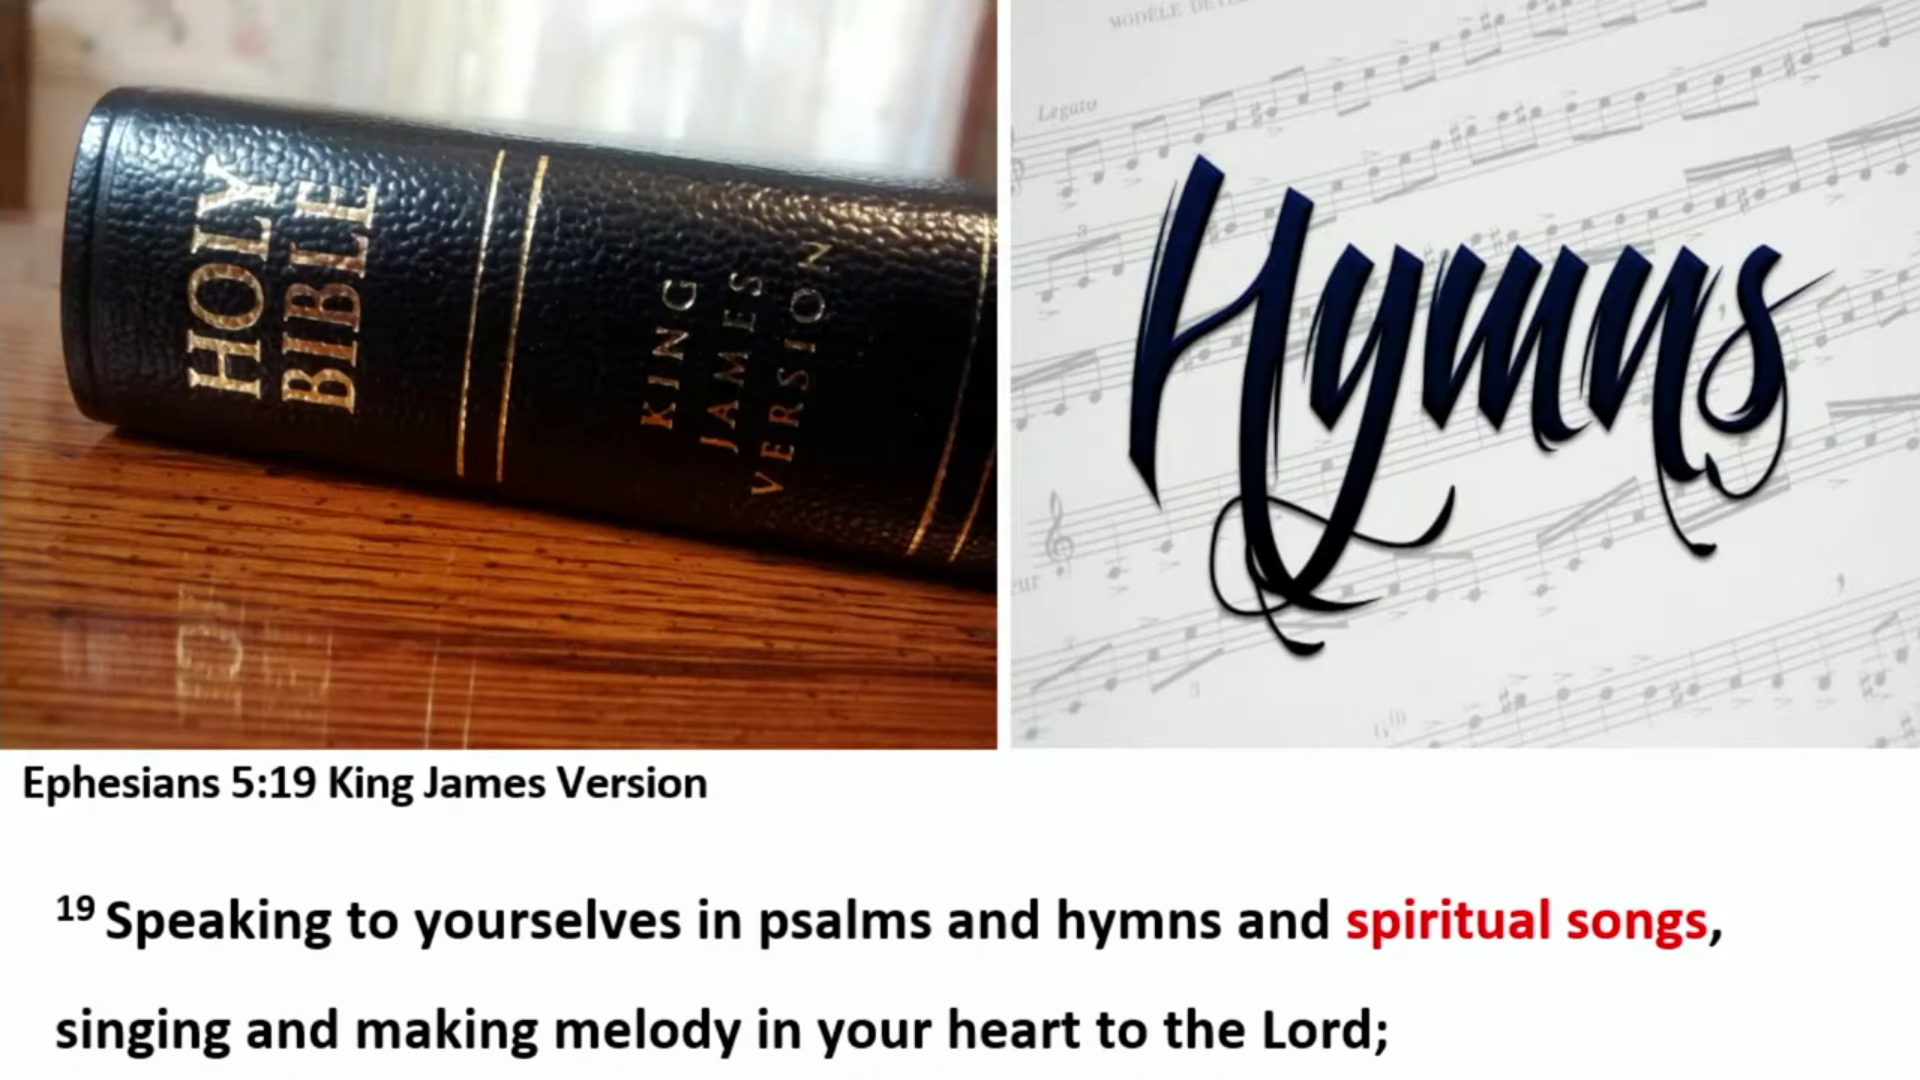 HOLY
BIBLE
KING
JAMES
VERSION
Legato
Hymns
Ephesians 5:19 King James Version
19 Speaking to yourselves in psalms and hymns and spiritual songs,
singing and making melody in your heart to the Lord;